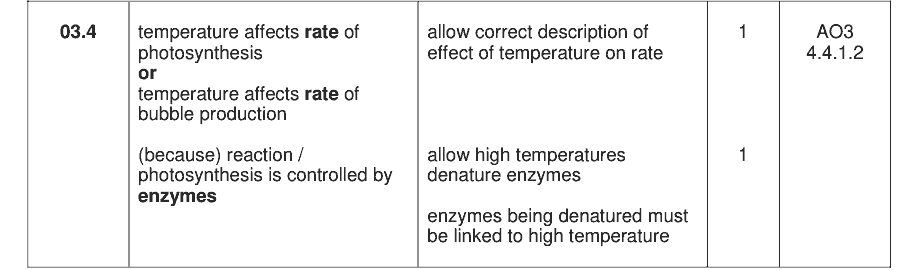 03.4
temperature affects rate of
photosynthesis
or
temperature affects rate of
bubble production
allow correct description of
effect of temperature on rate
1
AO3
4.4.1.2
(because) reaction /
photosynthesis is controlled by
enzymes
allow high temperatures
denature enzymes
enzymes being denatured must
be linked to high temperature
1